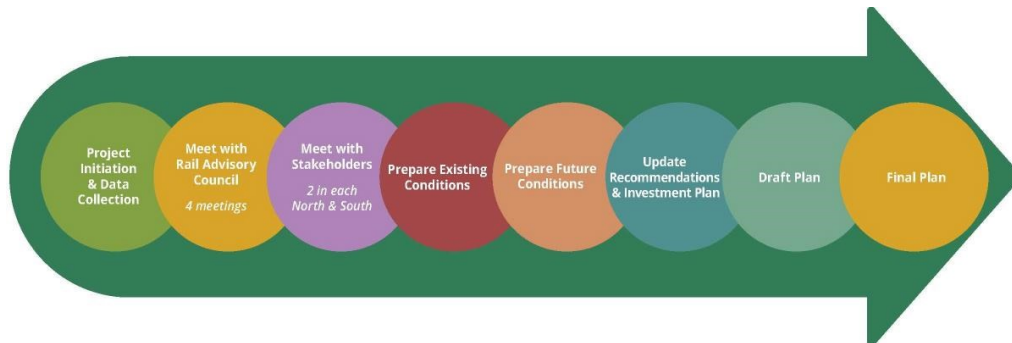 Project
Initiation
& Data
Collection
Meet with
Rail Advisory
Council
4 meetings
Meet with
Stakeholders
2 in each
North & South
Prepare Existing
Conditions
Prepare Future
Conditions
Update
Recommendations
& Investment Plan
Draft Plan
Final Plan